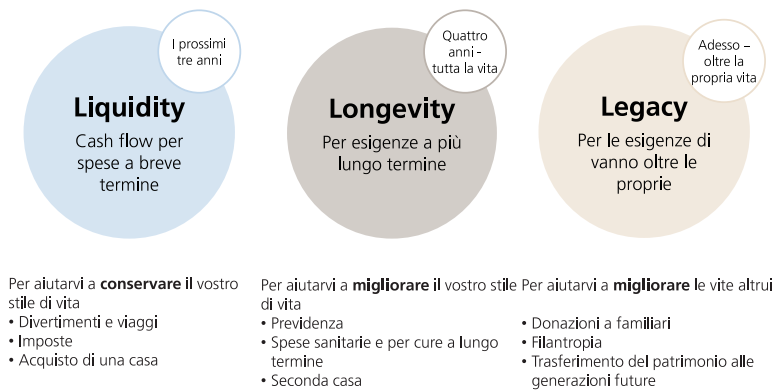 I prossimi
tre anni
Liquidity
Cash flow per
spese a breve
termine
Quattro
anni -
tutta la vita
Longevity
Per esigenze a più
lungo termine
Adesso –
oltre la
propria vita
Legacy
Per le esigenze di
vanno oltre le
proprie
Per aiutarvi a conservare il vostro
stile di vita
• Divertimenti e viaggi
• Imposte
• Acquisto di una casa
Per aiutarvi a migliorare il vostro stile
di vita
• Previdenza
• Spese sanitarie e per cure a lungo
termine
• Seconda casa
Per aiutarvi a migliorare le vite altrui
• Donazioni a familiari
• Filantropia
• Trasferimento del patrimonio alle
generazioni future